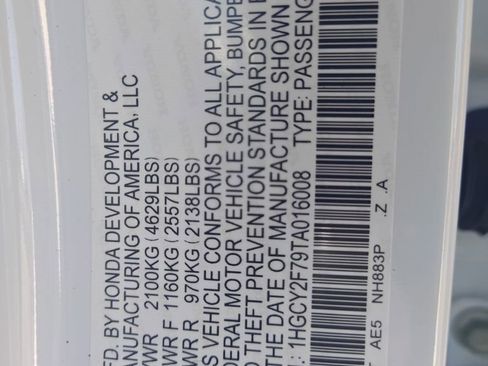 FD. BY HONDA DEVELOPMENT &
ANUFACTURING OF AMERICA, LLC
VWR 2100KG (4629LBS)
WR F 1160KG (2557LBS)
WR R 970KG (2138LBS)
S VEHICLE CONFORMS TO ALL APPLICA
DERAL MOTOR VEHICLE SAFETY, BUMPE
D THEFT PREVENTION STANDARDS IN E
THE DATE OF MANUFACTURE SHOWN
.: 1HGCY2F79TA016008 TYPE: PASSENG
AE5 NH883P .Z .A